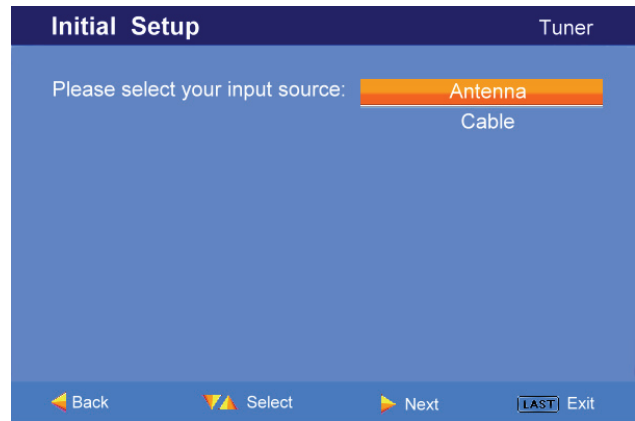 Initial Setup Tuner
Please select your input source: Antenna
Cable
Back Select Next LAST Exit